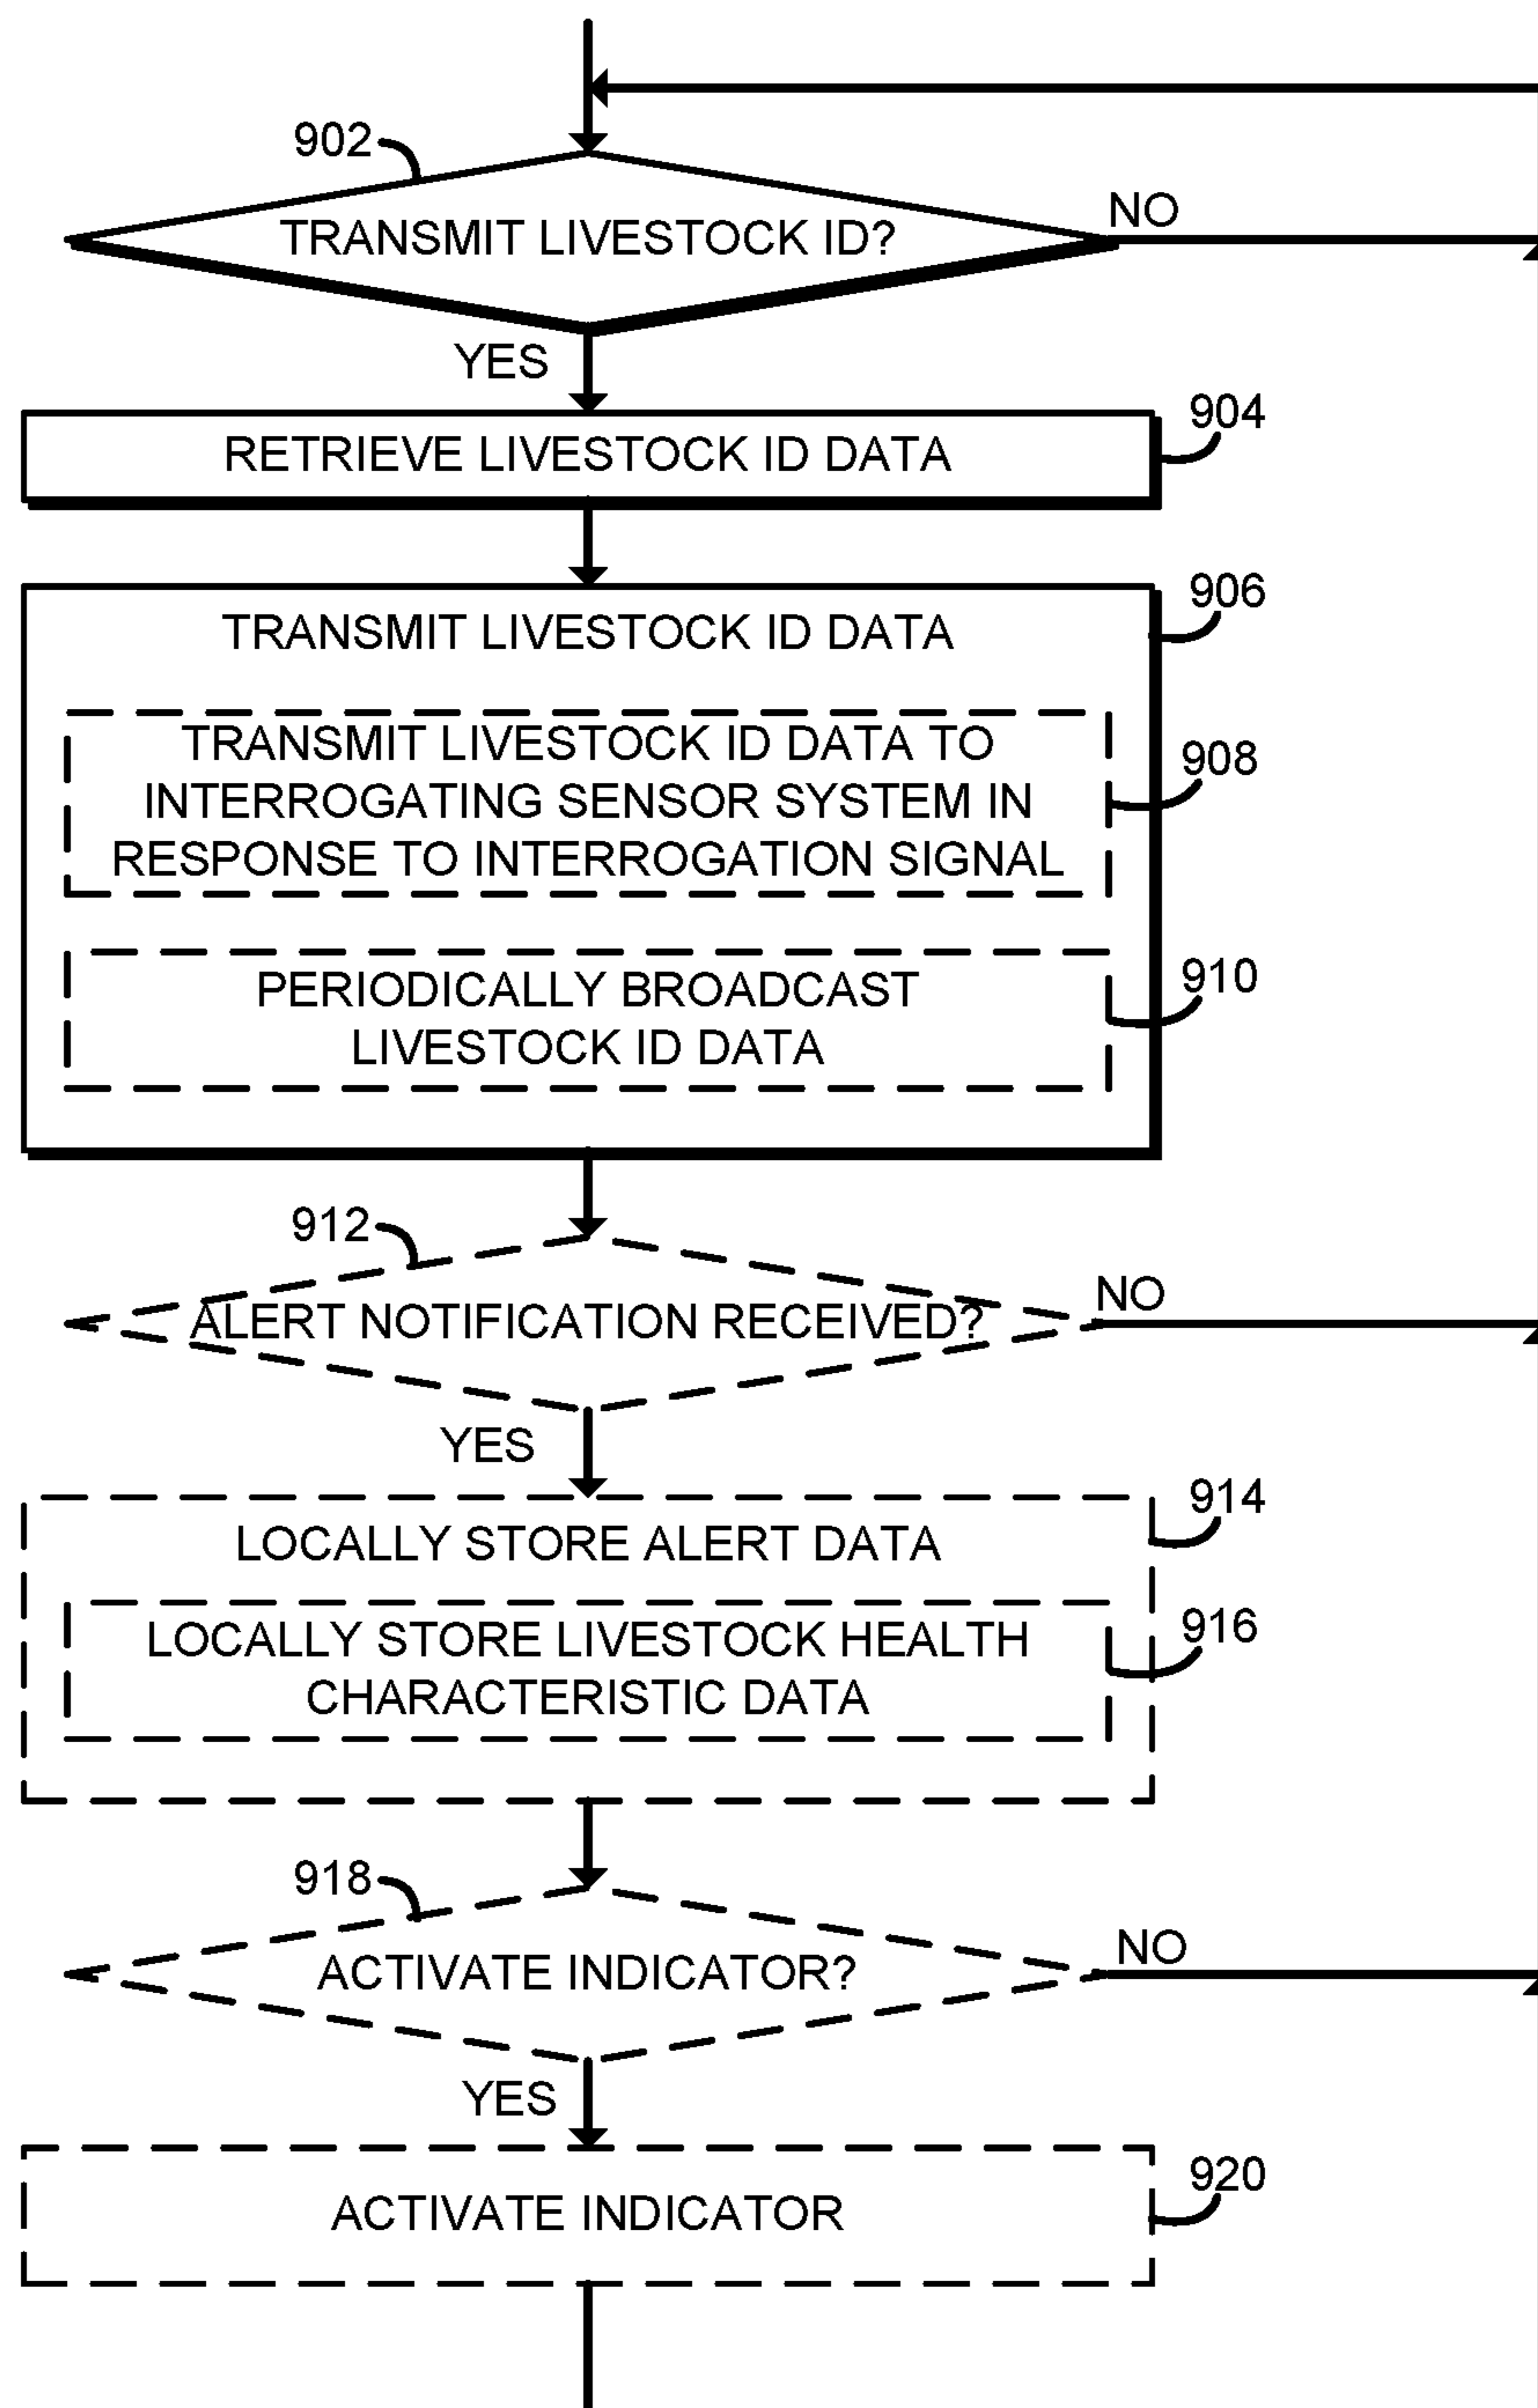 902
TRANSMIT LIVESTOCK ID?
NO
YES
904
RETRIEVE LIVESTOCK ID DATA
906
TRANSMIT LIVESTOCK ID DATA
TRANSMIT LIVESTOCK ID DATA TO
INTERROGATING SENSOR SYSTEM IN
RESPONSE TO INTERROGATION SIGNAL
908
PERIODICALLY BROADCAST
LIVESTOCK ID DATA
910
912
ALERT NOTIFICATION RECEIVED?
NO
YES
914
LOCALLY STORE ALERT DATA
LOCALLY STORE LIVESTOCK HEALTH
CHARACTERISTIC DATA
916
918
ACTIVATE INDICATOR?
NO
YES
920
ACTIVATE INDICATOR